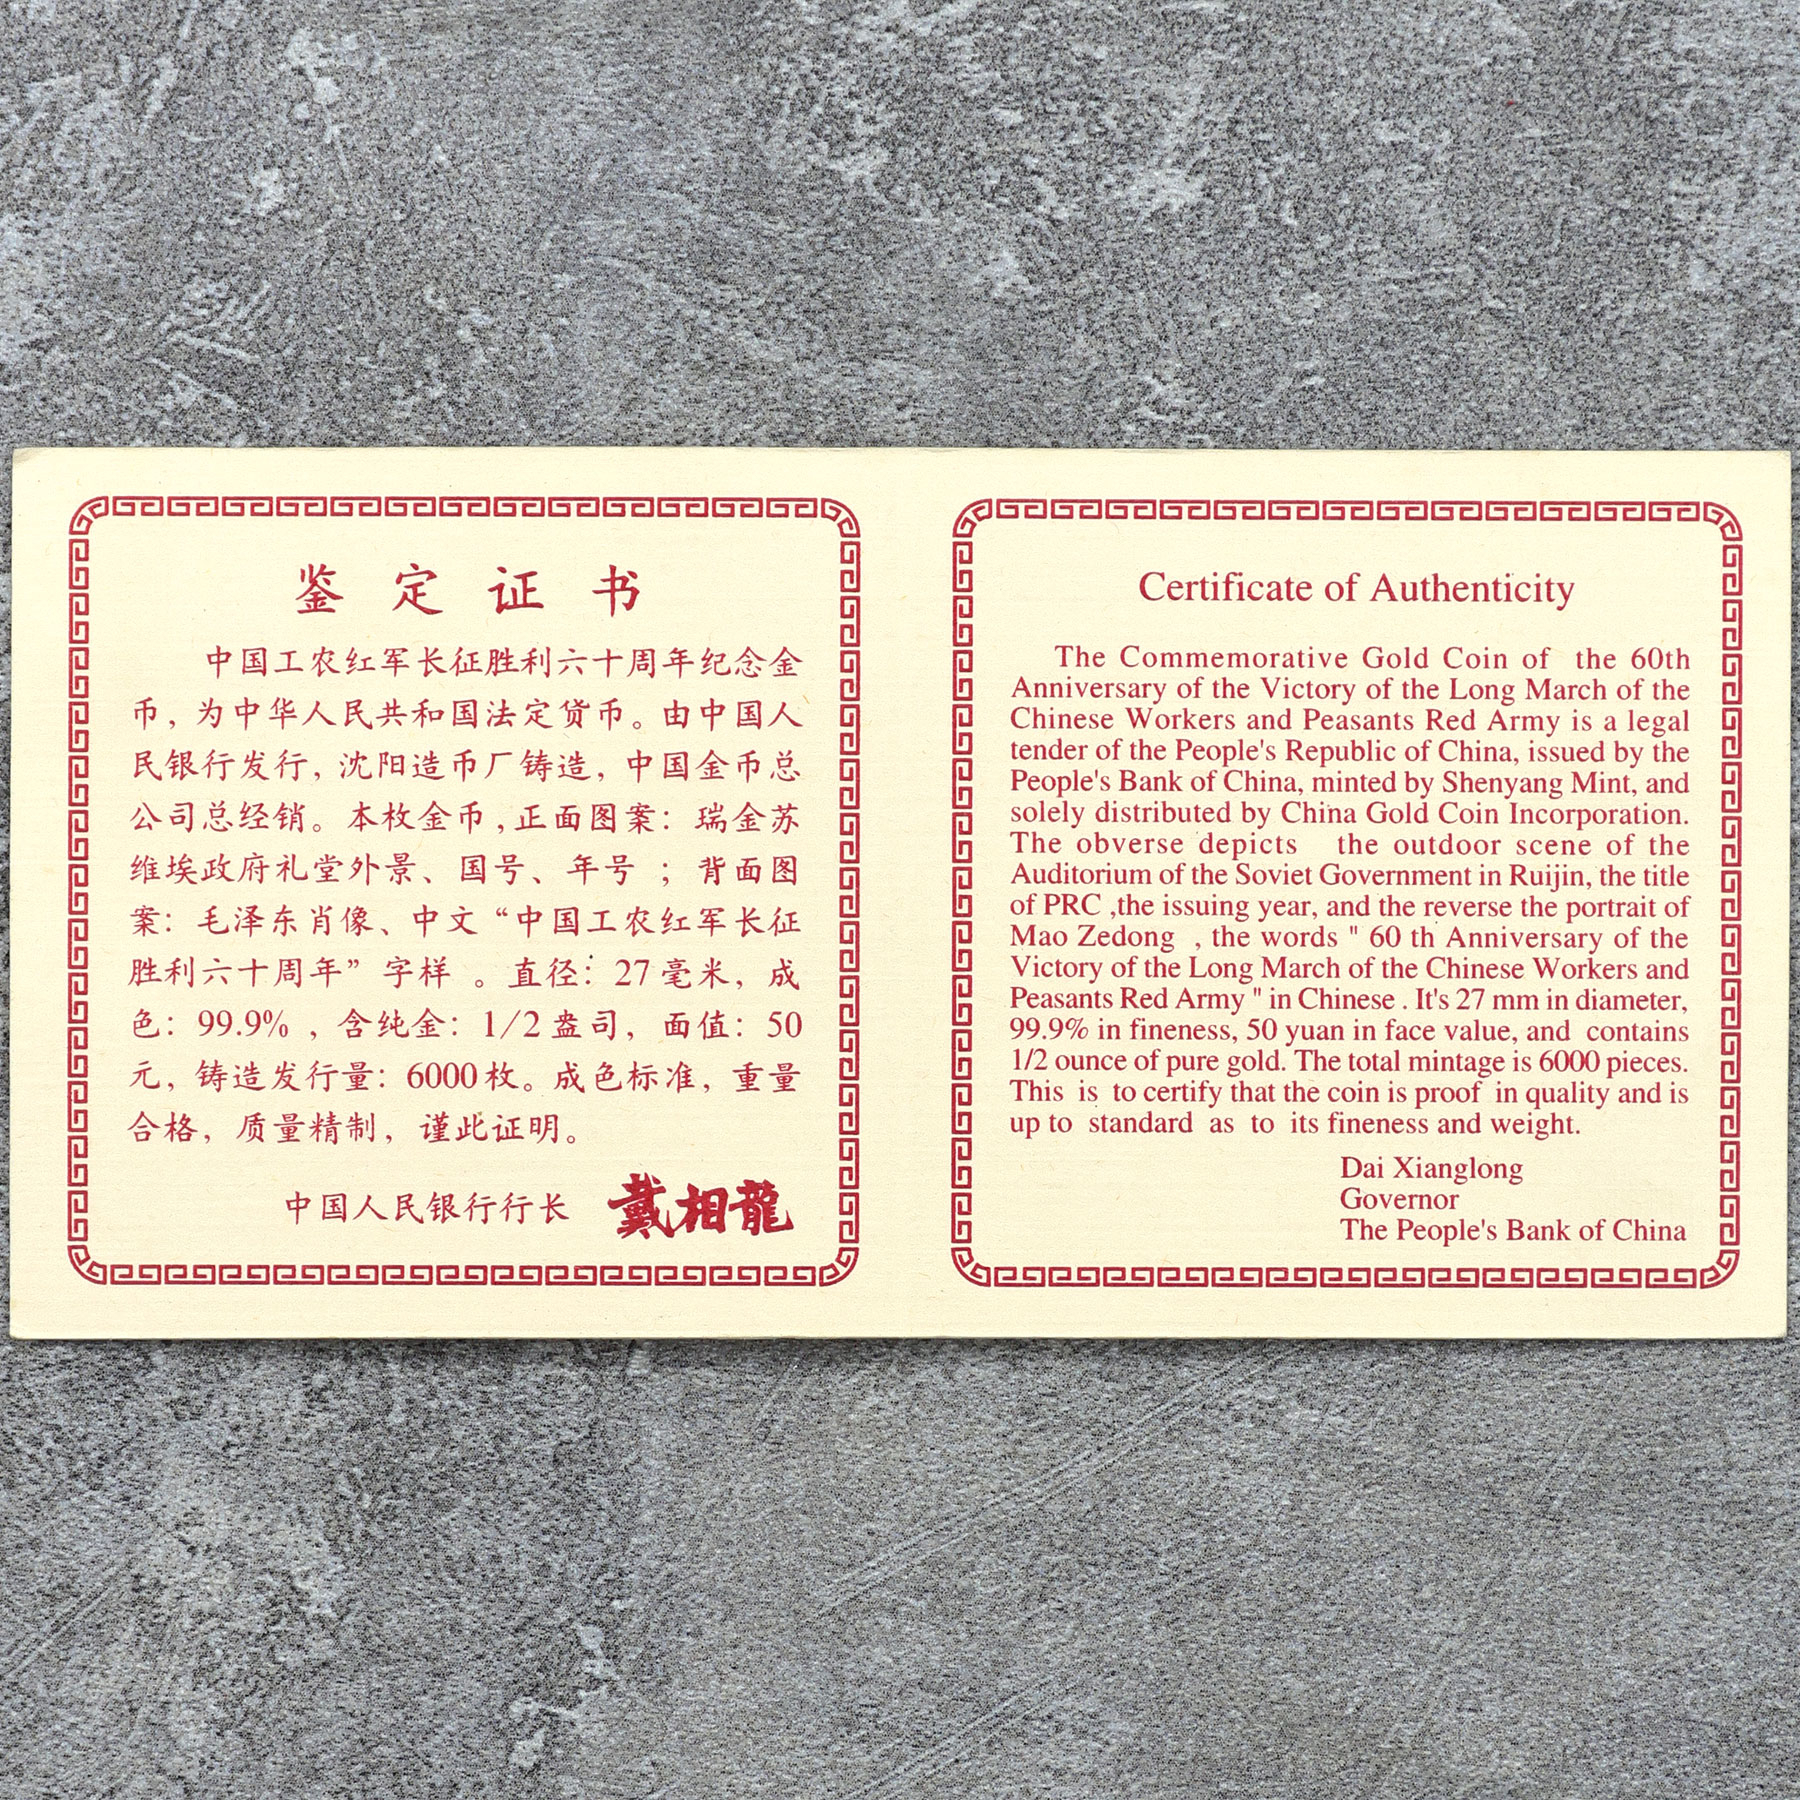 鉴定证书
中国工农红军长征胜利六十周年纪念金
币，为中华人民共和国法定货币。由中国人
民银行发行，沈阳造币厂铸造，中国金币总
公司总经销。本枚金币，正面图案：瑞金苏
维埃政府礼堂外景、国号、年号；背面图
案：毛泽东肖像、中文“中国工农红军长征
胜利六十周年”字样。直径：27毫米，成
色：99.9%，含纯金：1/2盎司，面值：50
元，铸造发行量：6000枚。成色标准，重量
合格，质量精制，谨此证明。
中国人民银行行长 戴相龍
Certificate of Authenticity
The Commemorative Gold Coin of the 60th
Anniversary of the Victory of the Long March of the
Chinese Workers and Peasants Red Army is a legal
tender of the People's Republic of China, issued by the
People's Bank of China, minted by Shenyang Mint, and
solely distributed by China Gold Coin Incorporation.
The obverse depicts the outdoor scene of the
Auditorium of the Soviet Government in Ruijin, the title
of PRC ,the issuing year, and the reverse the portrait of
Mao Zedong , the words " 60 th Anniversary of the
Victory of the Long March of the Chinese Workers and
Peasants Red Army " in Chinese . It's 27 mm in diameter,
99.9% in fineness, 50 yuan in face value, and contains
1/2 ounce of pure gold. The total mintage is 6000 pieces.
This is to certify that the coin is proof in quality and is
up to standard as to its fineness and weight.
Dai Xianglong
Governor
The People's Bank of China